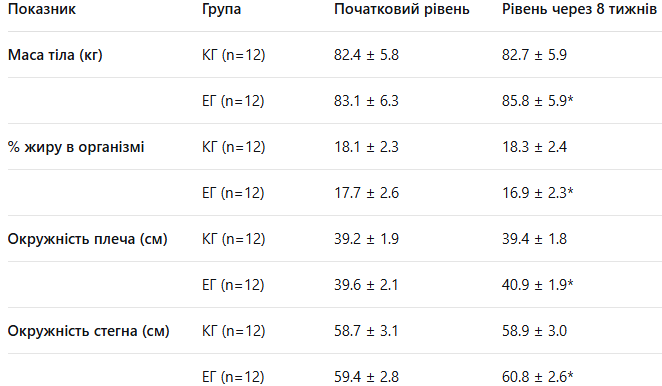 Показник Група Початковий рівень Рівень через 8 тижнів
Маса тіла (кг) КГ (n=12) 82.4 ± 5.8 82.7 ± 5.9
ЕГ (n=12) 83.1 ± 6.3 85.8 ± 5.9*
% жиру в організмі КГ (n=12) 18.1 ± 2.3 18.3 ± 2.4
ЕГ (n=12) 17.7 ± 2.6 16.9 ± 2.3*
Окружність плеча (см) КГ (n=12) 39.2 ± 1.9 39.4 ± 1.8
ЕГ (n=12) 39.6 ± 2.1 40.9 ± 1.9*
Окружність стегна (см) КГ (n=12) 58.7 ± 3.1 58.9 ± 3.0
ЕГ (n=12) 59.4 ± 2.8 60.8 ± 2.6*